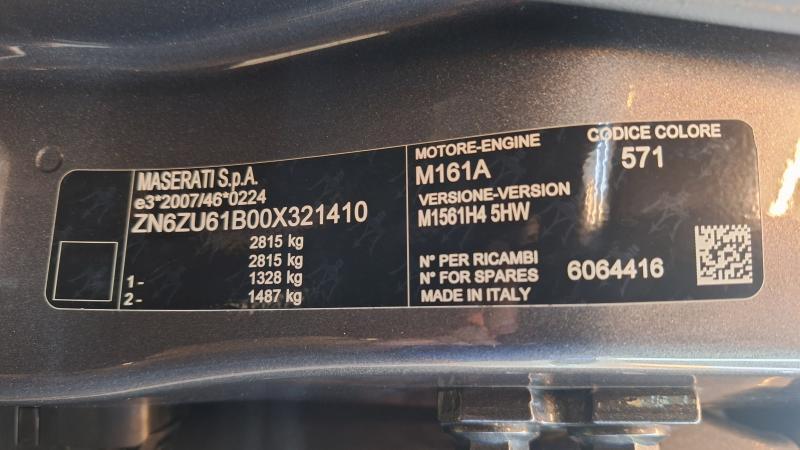 MASERATI S.p.A.
e3*2007/46*0224
ZN6ZU61B00X321410
2815 kg
2815 kg
1- 1328 kg
2- 1487 kg
MOTORE-ENGINE
M161A
VERSIONE-VERSION
M1561H4 5HW
CODICE COLORE
571
N° PER RICAMBI
N° FOR SPARES 6064416
MADE IN ITALY